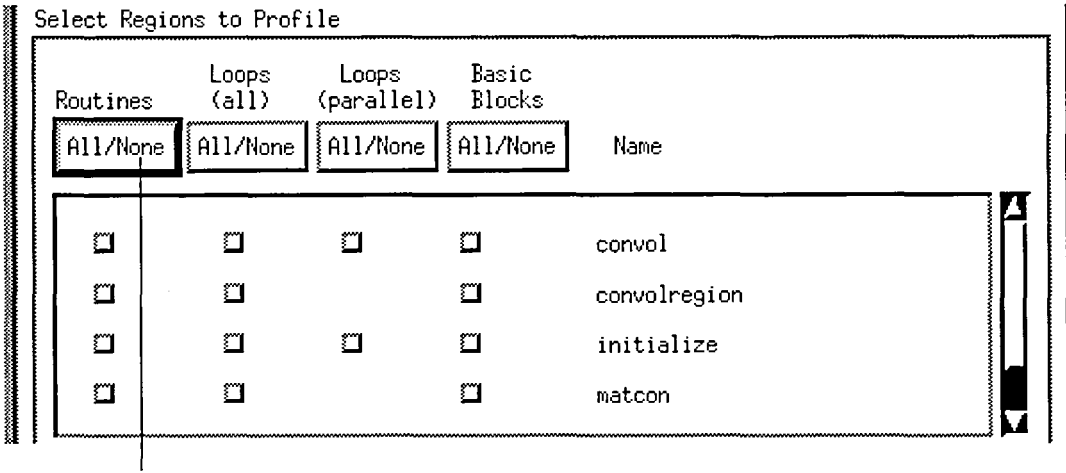 Select Regions to Profile
Loops Loops Basic
Routines (all) (parallel) Blocks
All/None All/None All/None All/None Name
convol
convolregion
initialize
matcon